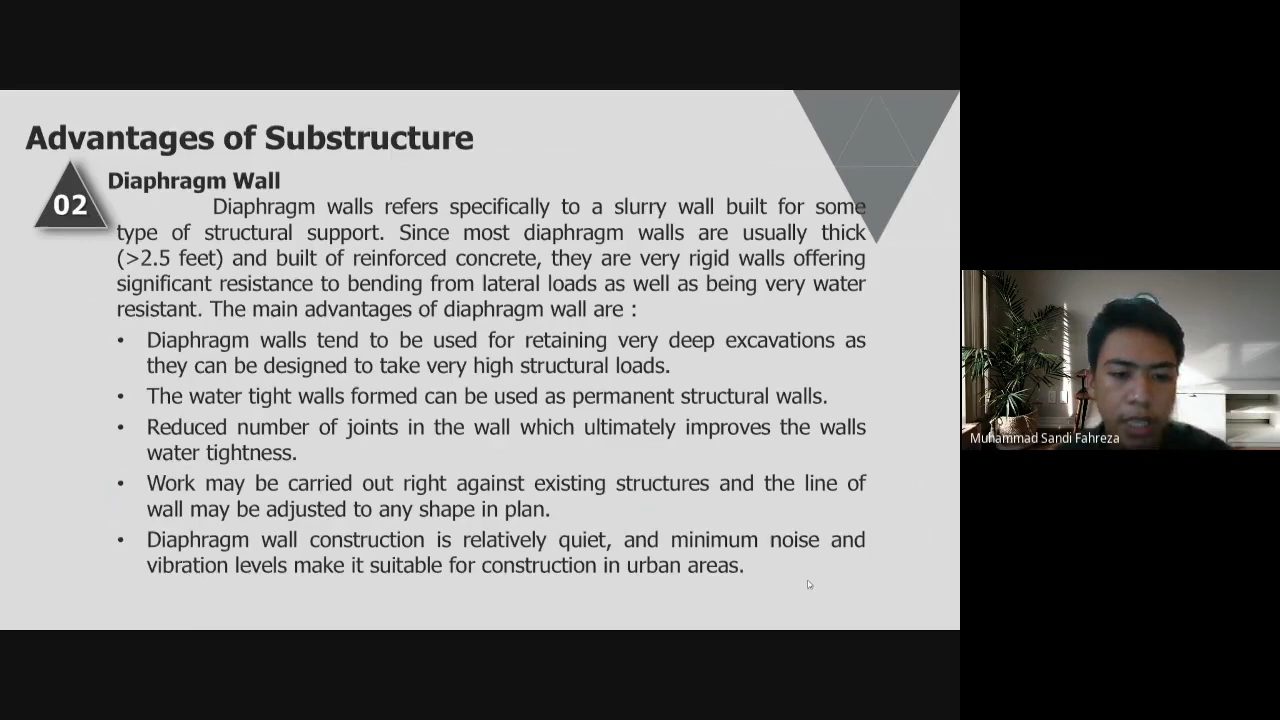 Advantages of Substructure
02
Diaphragm Wall
Diaphragm walls refers specifically to a slurry wall built for some
type of structural support. Since most diaphragm walls are usually thick
(>2.5 feet) and built of reinforced concrete, they are very rigid walls offering
significant resistance to bending from lateral loads as well as being very water
resistant. The main advantages of diaphragm wall are :
• Diaphragm walls tend to be used for retaining very deep excavations as
they can be designed to take very high structural loads.
• The water tight walls formed can be used as permanent structural walls.
• Reduced number of joints in the wall which ultimately improves the walls
water tightness.
• Work may be carried out right against existing structures and the line of
wall may be adjusted to any shape in plan.
• Diaphragm wall construction is relatively quiet, and minimum noise and
vibration levels make it suitable for construction in urban areas.
Muhammad Sandi Fahreza